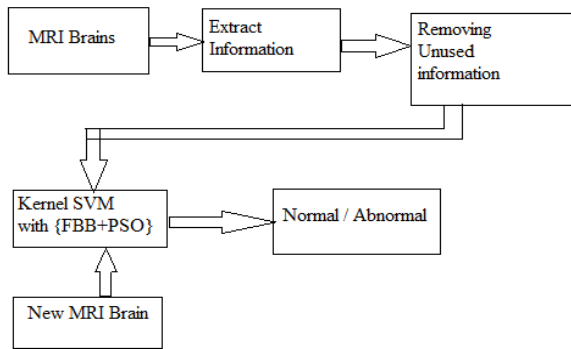 MRI Brains
Extract
Information
Removing
Unused
information
Kernel SVM
with {FBB+PSO}
Normal / Abnormal
New MRI Brain